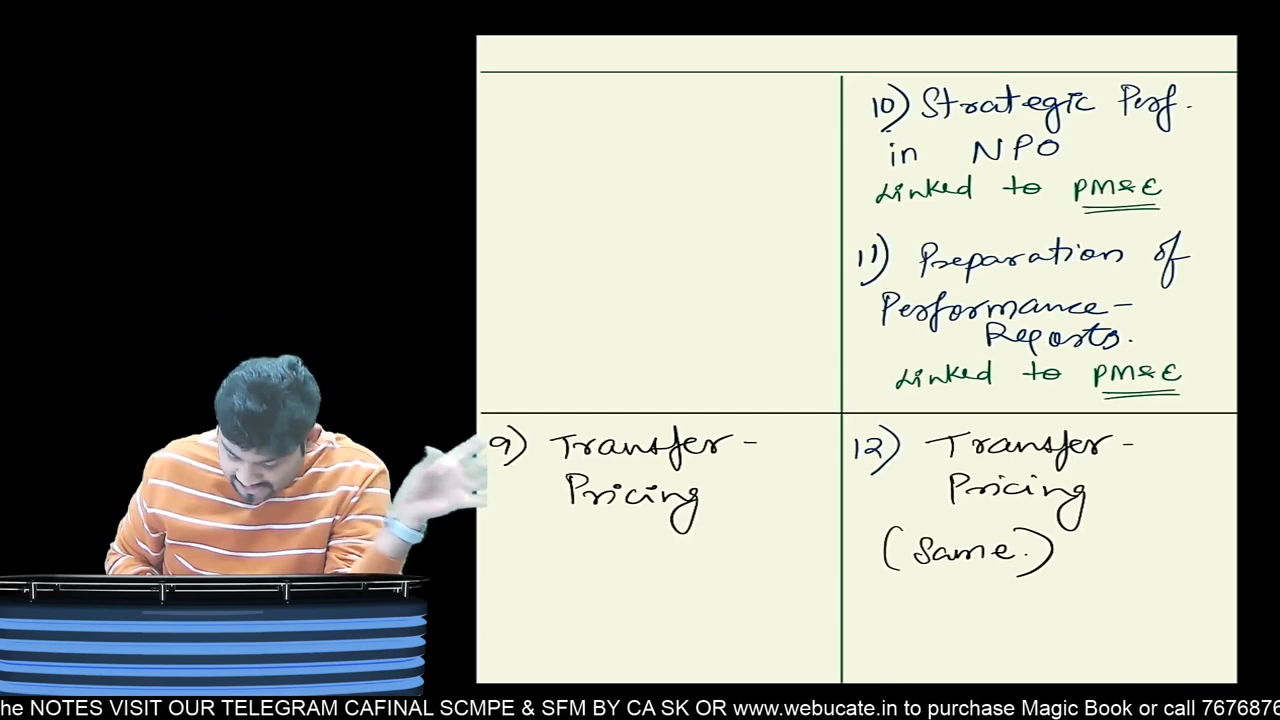 10) Strategic Perf.
in NPO
Linked to PM&E
11) Preparation of
Performance-
Reports.
Linked to PM&E
9) Transfer-
Pricing
12) Transfer-
Pricing
(Same.)
he NOTES VISIT OUR TELEGRAM CAFINAL SCMPE & SFM BY CA SK OR www.webucate.in to purchase Magic Book or call 7676876